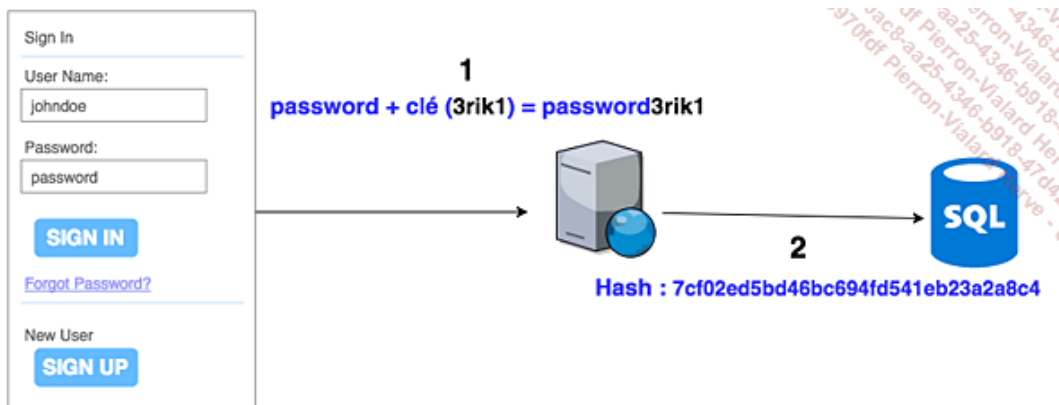 Sign In
User Name:
johndoe
Password:
password
SIGN IN
Forgot Password?
New User
SIGN UP
1
password + clé (3rik1) = password3rik1
2
Hash : 7cf02ed5bd46bc694fd541eb23a2a8c4
SQL